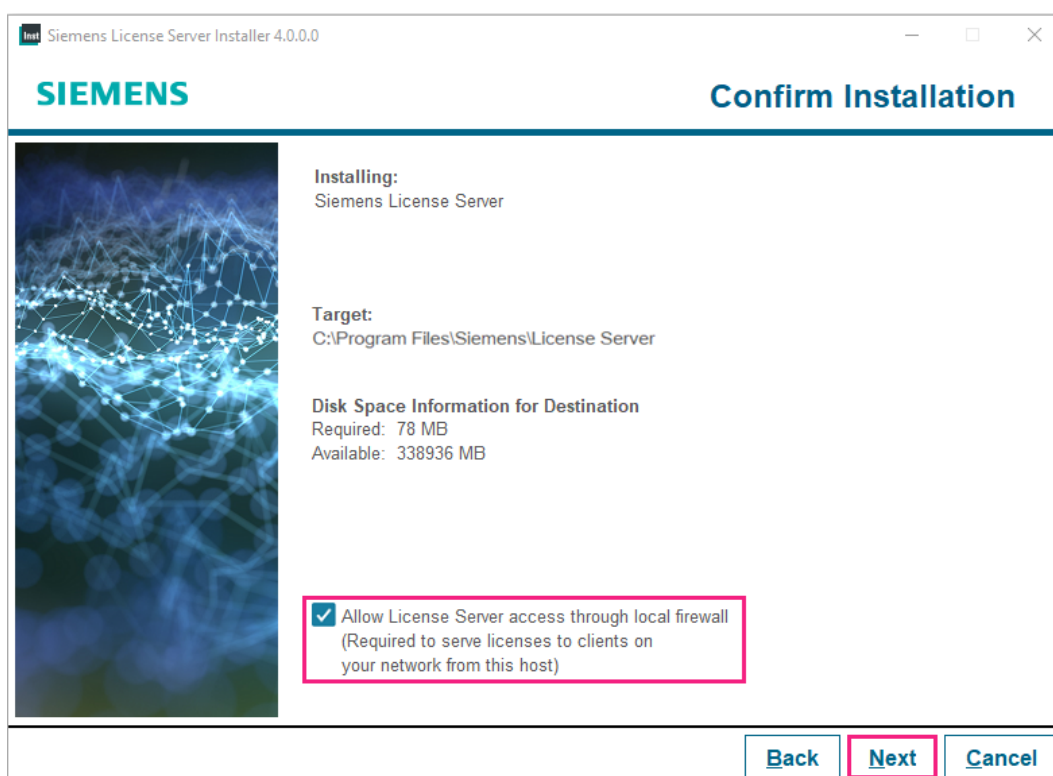 Inst Siemens License Server Installer 4.0.0.0
SIEMENS
Confirm Installation
Installing:
Siemens License Server
Target:
C:\Program Files\Siemens\License Server
Disk Space Information for Destination
Required: 78 MB
Available: 338936 MB
Allow License Server access through local firewall
(Required to serve licenses to clients on
your network from this host)
Back Next Cancel